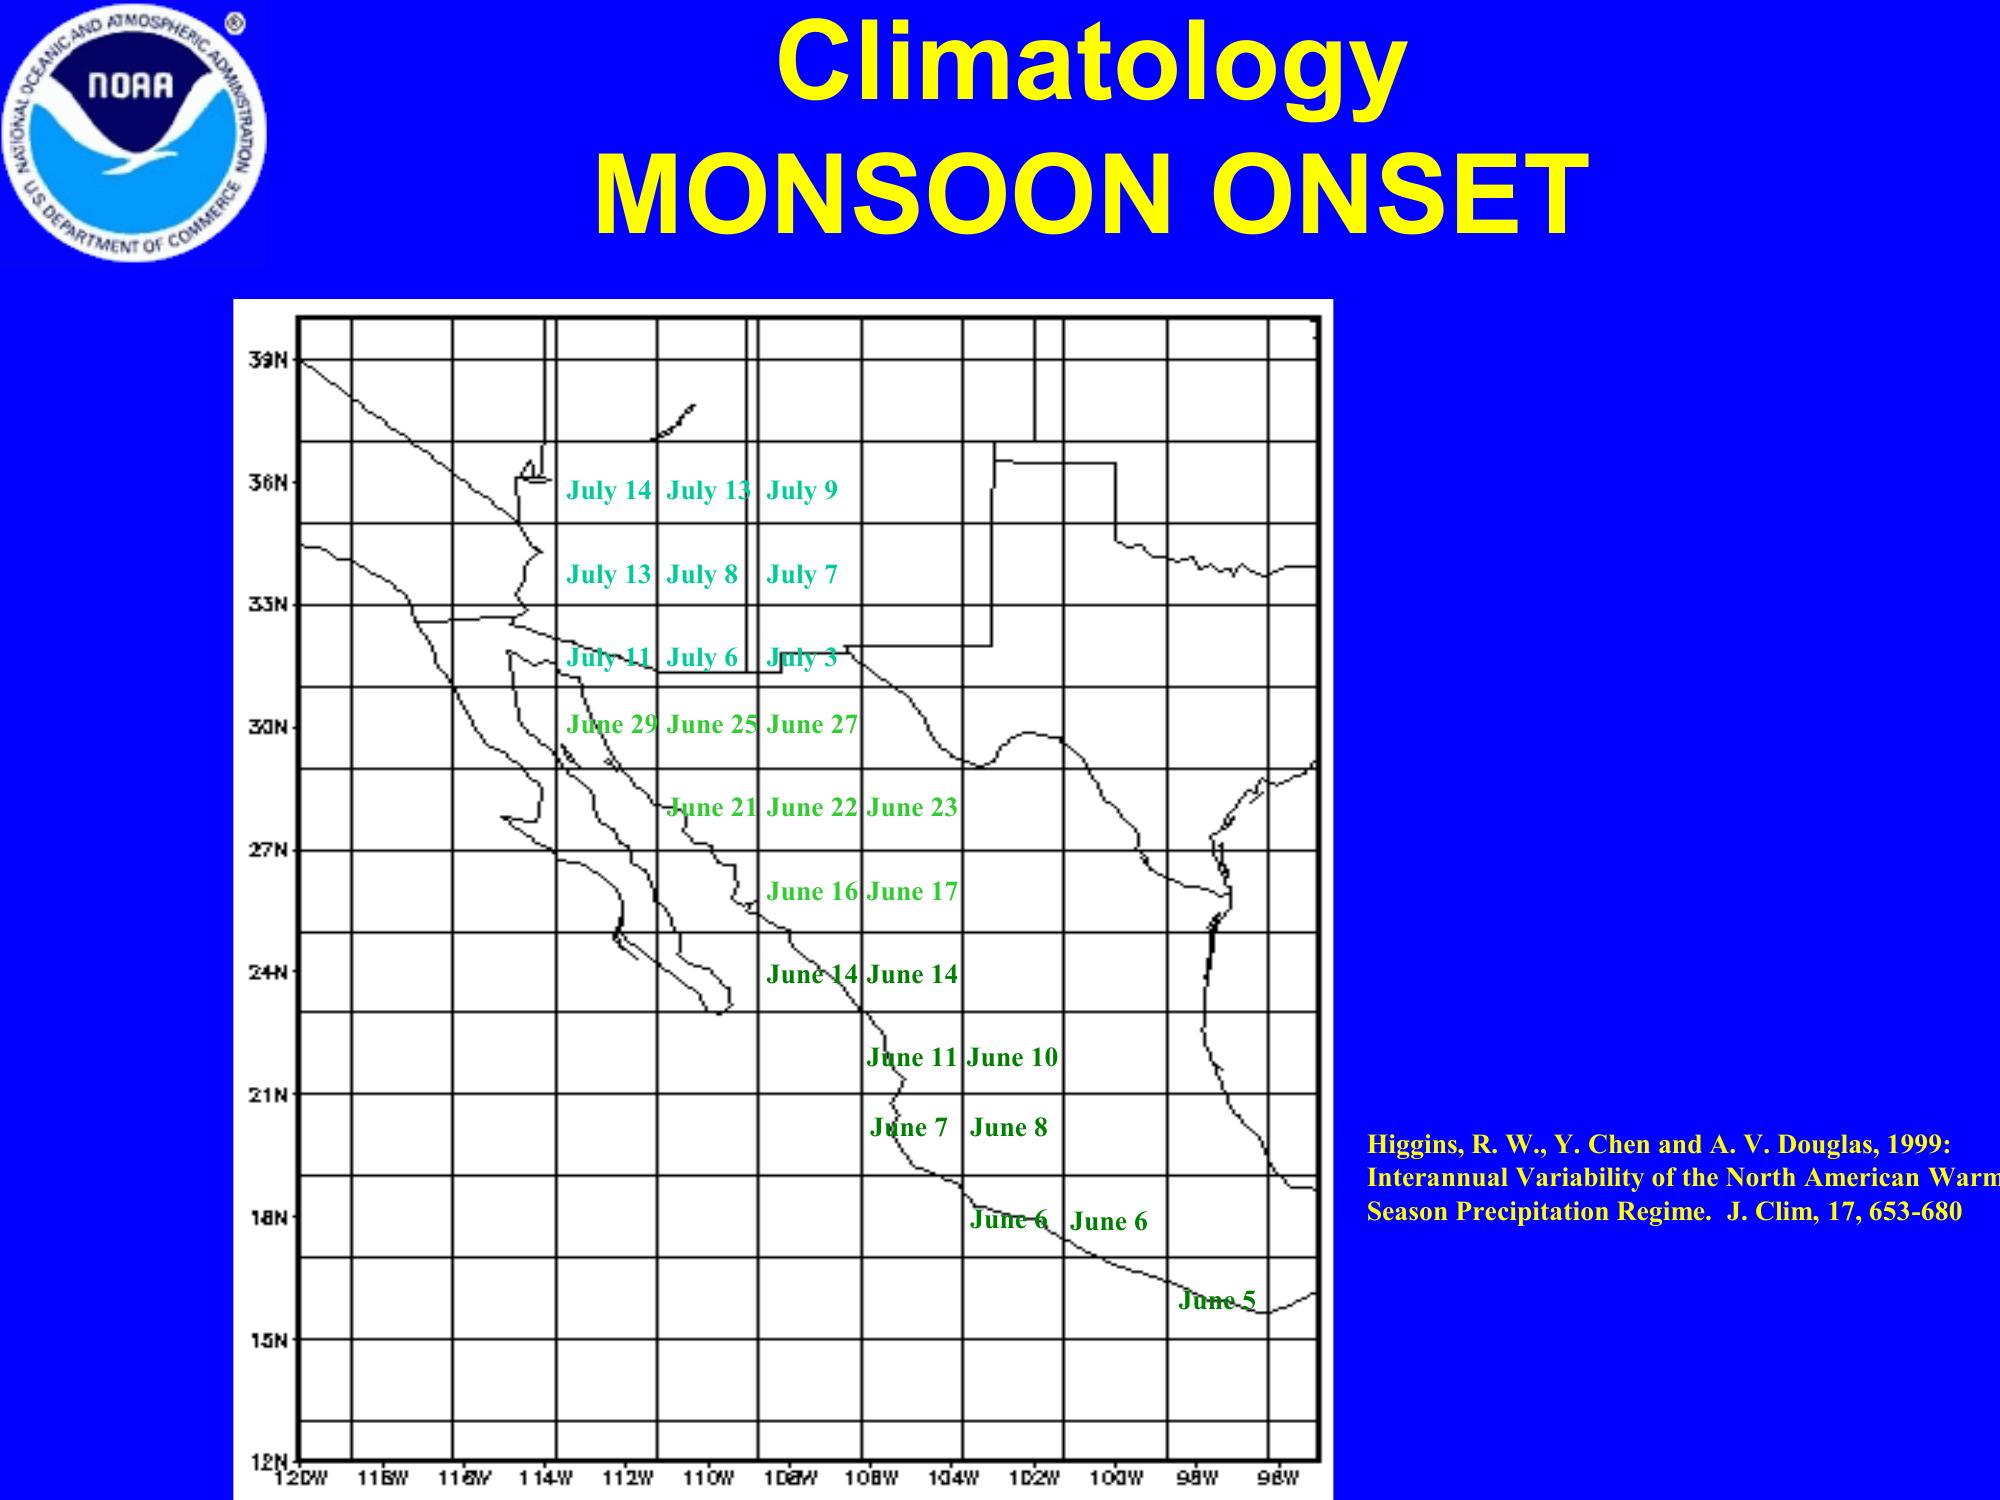 NATIONAL OCEANIC AND ATMOSPHERIC ADMINISTRATION
®
NOAA
U.S. DEPARTMENT OF COMMERCE
Climatology
MONSOON ONSET
39N
36N
July 14 July 13 July 9
July 13 July 8 July 7
33N
July 11 July 6 July 3
30N
June 29 June 25 June 27
June 21 June 22 June 23
27N
June 16 June 17
24N
June 14 June 14
June 11 June 10
21N
June 7 June 8
18N
June 6 June 6
June 5
15N
12N
120W 118W 116W 114W 112W 110W 108W 106W 104W 102W 100W 98W 96W
Higgins, R. W., Y. Chen and A. V. Douglas, 1999:
Interannual Variability of the North American Warm
Season Precipitation Regime. J. Clim, 17, 653-680